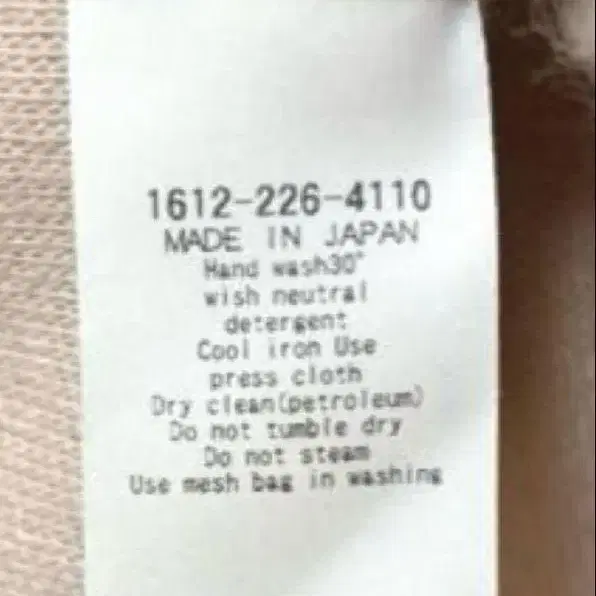 1612-226-4110
MADE IN JAPAN
Hand wash30°
wish neutral
detergent
Cool iron Use
press cloth
Dry clean(petroleum)
Do not tumble dry
Do not steam
Use mesh bag in washing